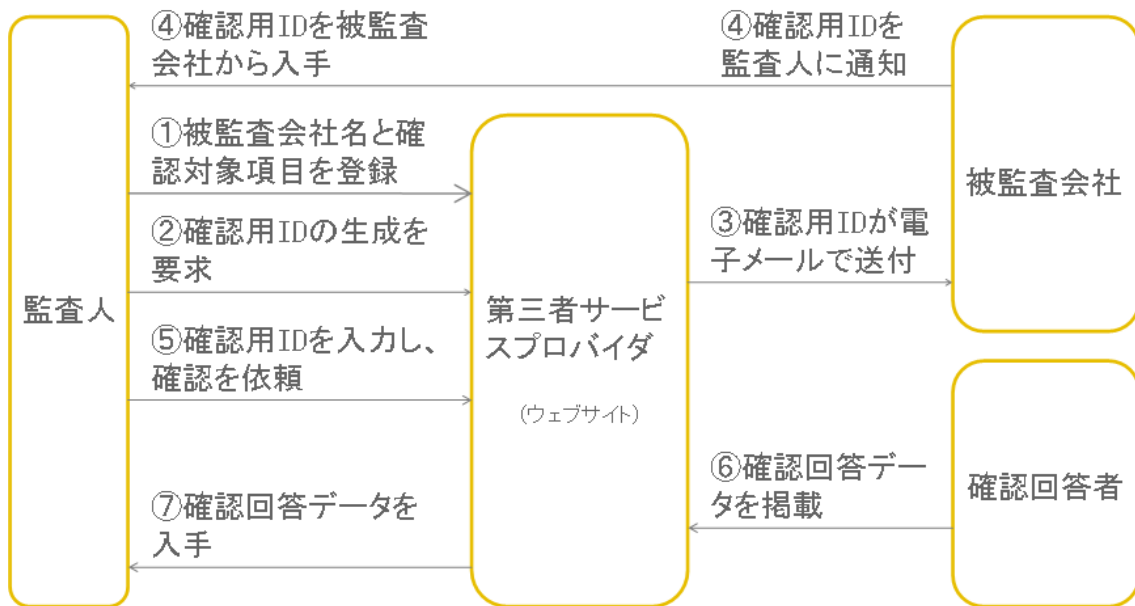 ④確認用IDを被監査
会社から入手
④確認用IDを
監査人に通知
①被監査会社名と確
認対象項目を登録
②確認用IDの生成を
要求
③確認用IDが電
子メールで送付
被監査会社
監査人
第三者サービ
スプロバイダ
(ウェブサイト)
⑤確認用IDを入力し、
確認を依頼
⑥確認回答デー
タを掲載
確認回答者
⑦確認回答データを
入手